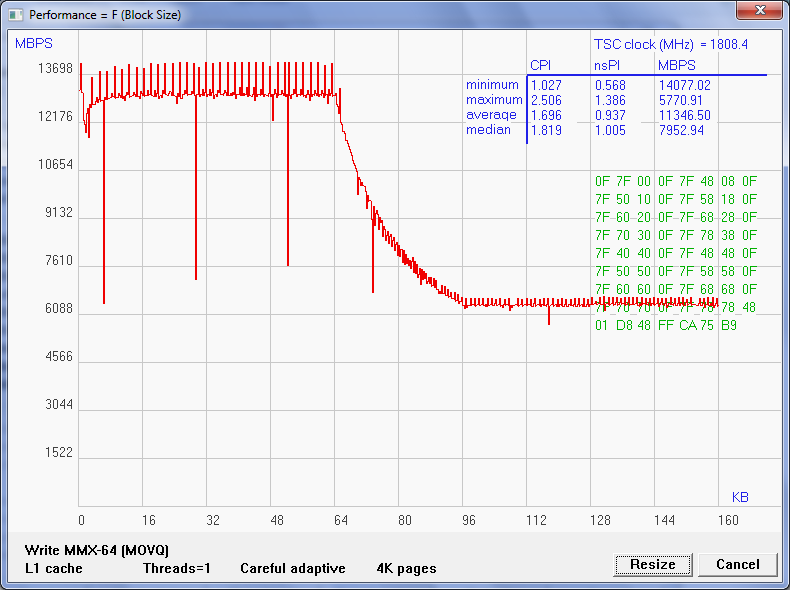 Performance = F (Block Size)
MBPS
TSC clock (MHz) = 1808.4
CPI nsPI MBPS
minimum 1.027 0.568 14077.02
maximum 2.506 1.386 5770.91
average 1.696 0.937 11346.50
median 1.819 1.005 7952.94
13698
12176
10654
9132
7610
6088
4566
3044
1522
0F 7F 00 0F 7F 48 08 0F
7F 50 10 0F 7F 58 18 0F
7F 60 20 0F 7F 68 28 0F
7F 70 30 0F 7F 78 38 0F
7F 40 40 0F 7F 48 48 0F
7F 50 50 0F 7F 58 58 0F
7F 60 60 0F 7F 68 68 0F
7F 70 70 0F 7F 78 78 48
01 D8 48 FF CA 75 B9
KB
0 16 32 48 64 80 96 112 128 144 160
Write MMX-64 (MOVQ)
L1 cache Threads=1 Careful adaptive 4K pages
Resize Cancel